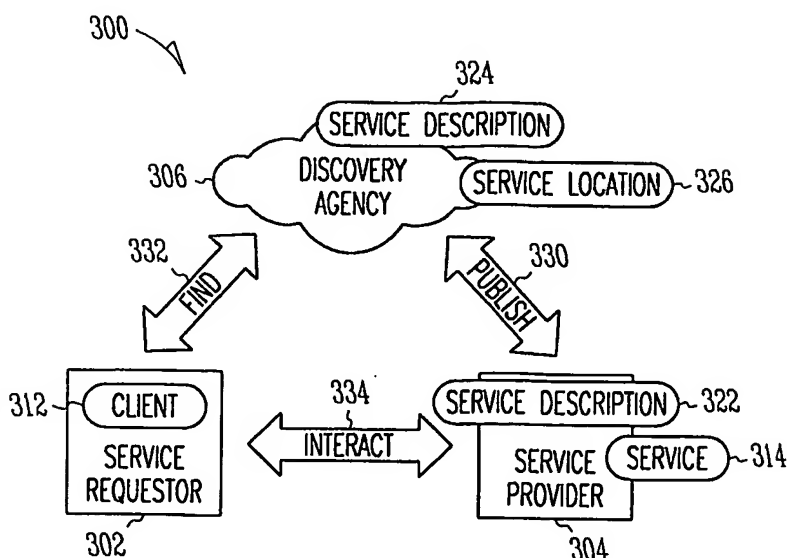 300
324
SERVICE DESCRIPTION
306
DISCOVERY
AGENCY
SERVICE LOCATION
326
332
FIND
330
PUBLISH
312
CLIENT
SERVICE
REQUESTOR
302
334
INTERACT
SERVICE DESCRIPTION
322
SERVICE
PROVIDER
SERVICE
314
304